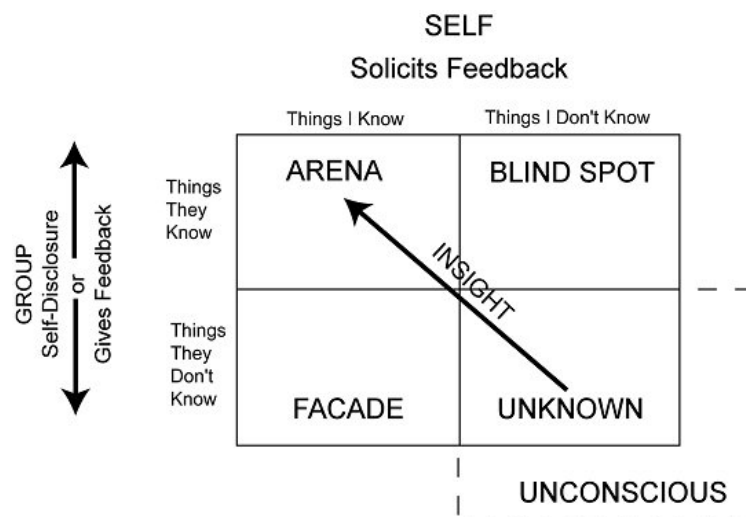 SELF
Solicits Feedback
Things I Know
Things I Don't Know
GROUP
Self-Disclosure
or
Gives Feedback
Things
They
Know
ARENA
BLIND SPOT
INSIGHT
Things
They
Don't
Know
FACADE
UNKNOWN
UNCONSCIOUS